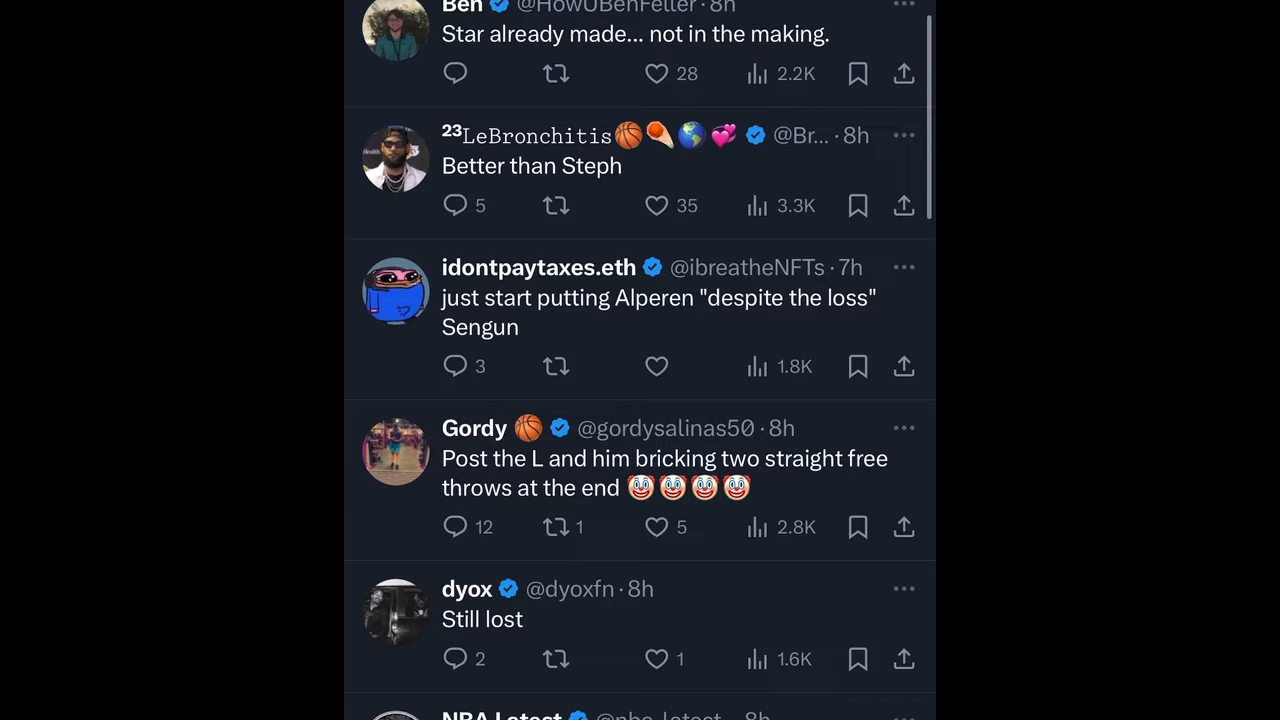 Ben @HowUBenFeller · 8h
Star already made... not in the making.
28 2.2K
²³LeBronchitis🏀☄️🌎💞 @Br... · 8h
Better than Steph
5 35 3.3K
idontpaytaxes.eth @ibreatheNFTs · 7h
just start putting Alperen "despite the loss"
Sengun
3 1.8K
Gordy 🏀 @gordysalinas50 · 8h
Post the L and him bricking two straight free
throws at the end 🤡🤡🤡🤡
12 1 5 2.8K
dyox @dyoxfn · 8h
Still lost
2 1 1.6K
NBA Latest @nba_latest_ · 8h